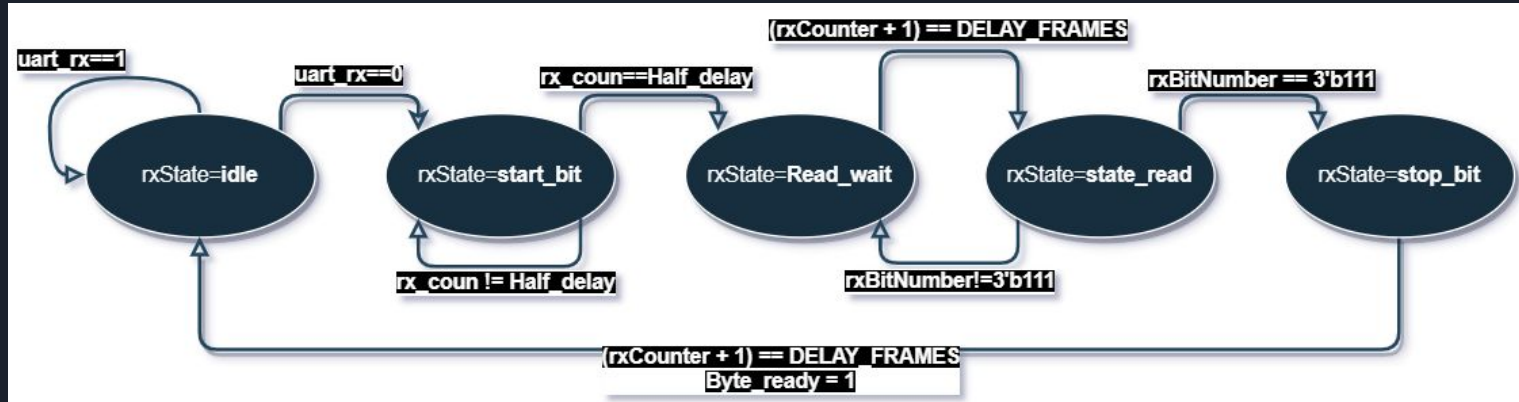 (rxCounter + 1) == DELAY_FRAMES
uart_rx==1
uart_rx==0
rx_coun==Half_delay
rxBitNumber == 3'b111
rxState=idle
rxState=start_bit
rxState=Read_wait
rxState=state_read
rxState=stop_bit
rx_coun != Half_delay
rxBitNumber!=3'b111
(rxCounter + 1) == DELAY_FRAMES
Byte_ready = 1